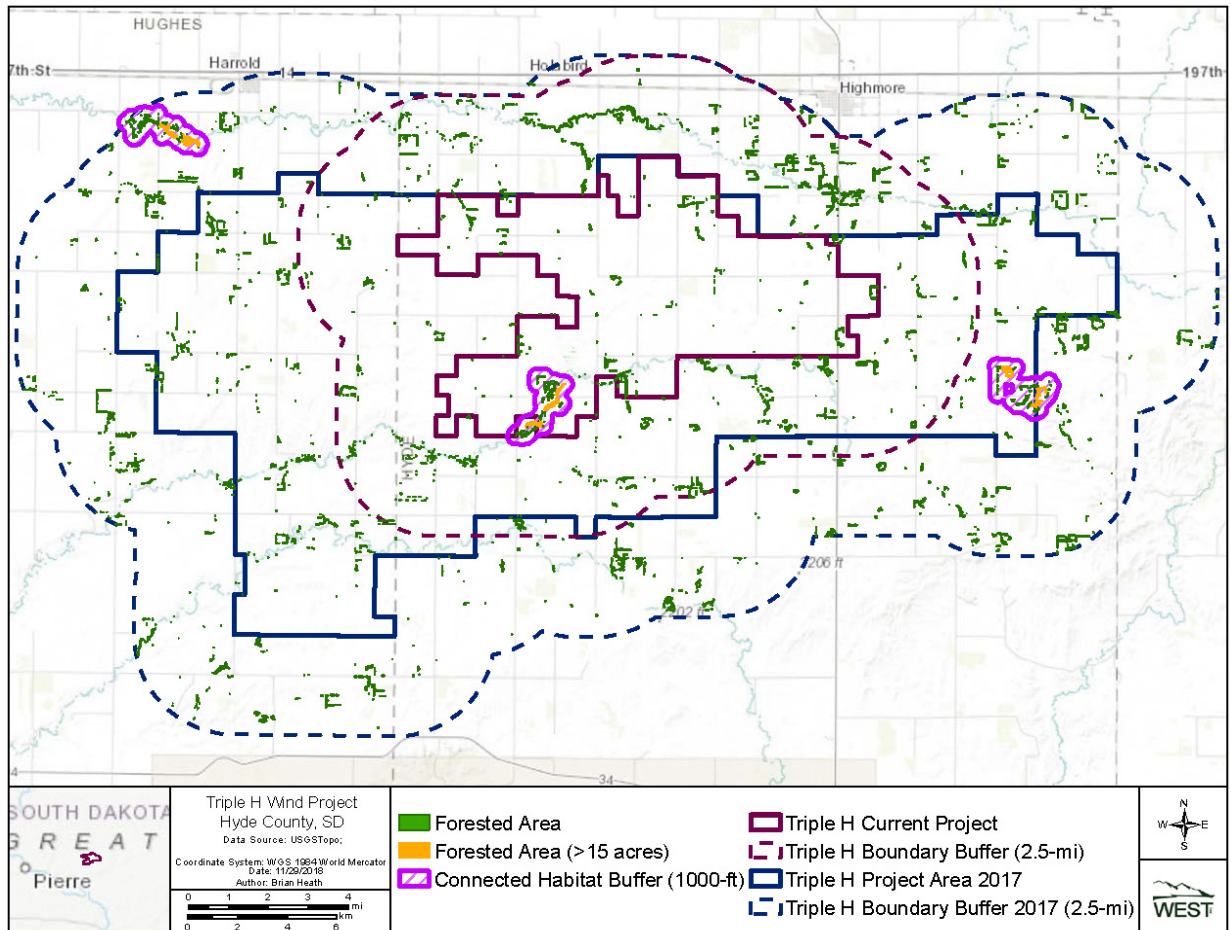 HUGHES
Harrold
Holabird
7th St
14
197th
Highmore
HYDE
2206 ft
2202 ft
4
34
SOUTH DAKOTA
GREAT
Pierre
Triple H Wind Project
Hyde County, SD
Data Source: USGSTopo;
Coordinate System: WGS 1984 World Mercator
Date: 11/29/2018
Author: Brian Heath
0 1 2 3 4
mi
km
0 2 4 6
Forested Area
Forested Area (>15 acres)
Connected Habitat Buffer (1000-ft)
Triple H Current Project
Triple H Boundary Buffer (2.5-mi)
Triple H Project Area 2017
Triple H Boundary Buffer 2017 (2.5-mi)
N
W E
S
WEST